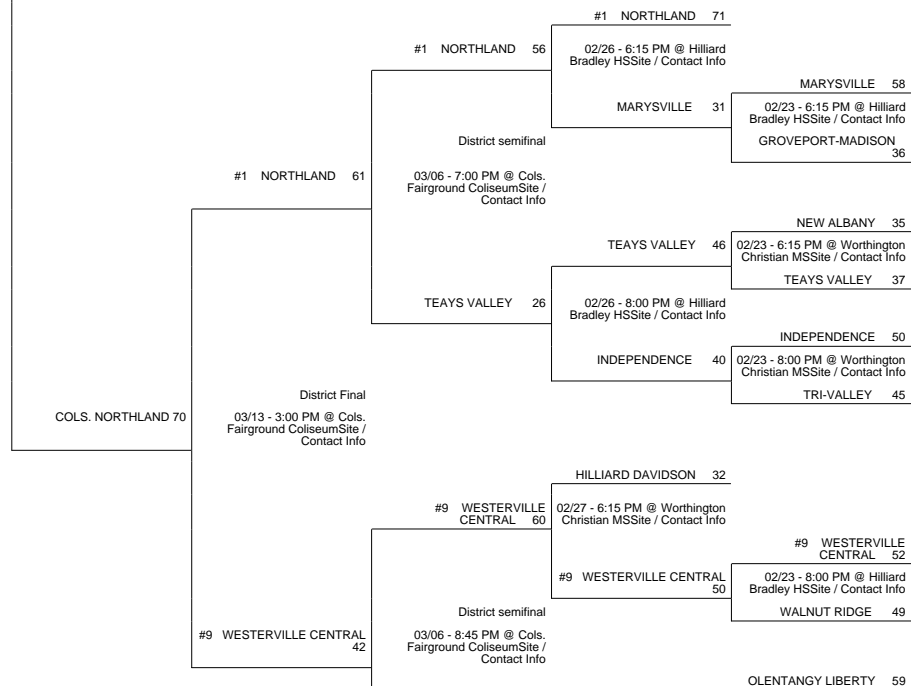 #1 NORTHLAND 71
#1 NORTHLAND 56
02/26 - 6:15 PM @ Hilliard
Bradley HSSite / Contact Info
MARYSVILLE 58
MARYSVILLE 31
02/23 - 6:15 PM @ Hilliard
Bradley HSSite / Contact Info
GROVEPORT-MADISON
36
District semifinal
#1 NORTHLAND 61
03/06 - 7:00 PM @ Cols.
Fairground ColiseumSite /
Contact Info
NEW ALBANY 35
TEAYS VALLEY 46
02/23 - 6:15 PM @ Worthington
Christian MSSite / Contact Info
TEAYS VALLEY 37
TEAYS VALLEY 26
02/26 - 8:00 PM @ Hilliard
Bradley HSSite / Contact Info
INDEPENDENCE 50
INDEPENDENCE 40
02/23 - 8:00 PM @ Worthington
Christian MSSite / Contact Info
TRI-VALLEY 45
District Final
COLS. NORTHLAND 70
03/13 - 3:00 PM @ Cols.
Fairground ColiseumSite /
Contact Info
HILLIARD DAVIDSON 32
#9 WESTERVILLE
CENTRAL 60
02/27 - 6:15 PM @ Worthington
Christian MSSite / Contact Info
#9 WESTERVILLE
CENTRAL 52
#9 WESTERVILLE CENTRAL
50
02/23 - 8:00 PM @ Hilliard
Bradley HSSite / Contact Info
WALNUT RIDGE 49
District semifinal
#9 WESTERVILLE CENTRAL
42
03/06 - 8:45 PM @ Cols.
Fairground ColiseumSite /
Contact Info
OLENTANGY LIBERTY 59